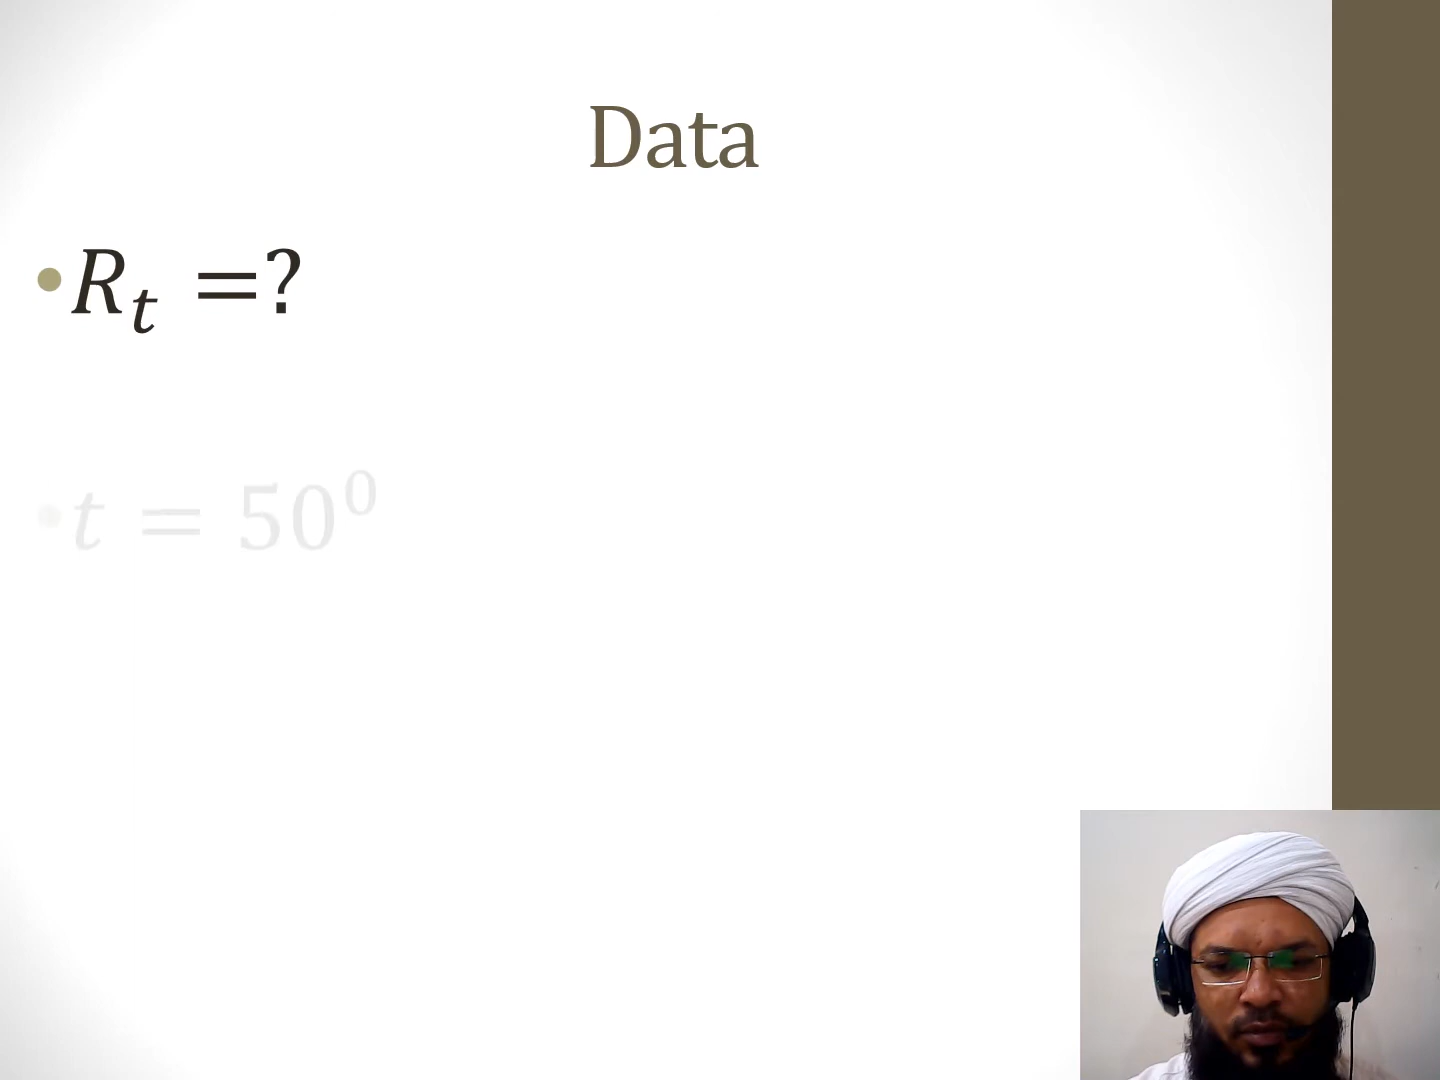 Data
• R_t =?
• t = 50^0